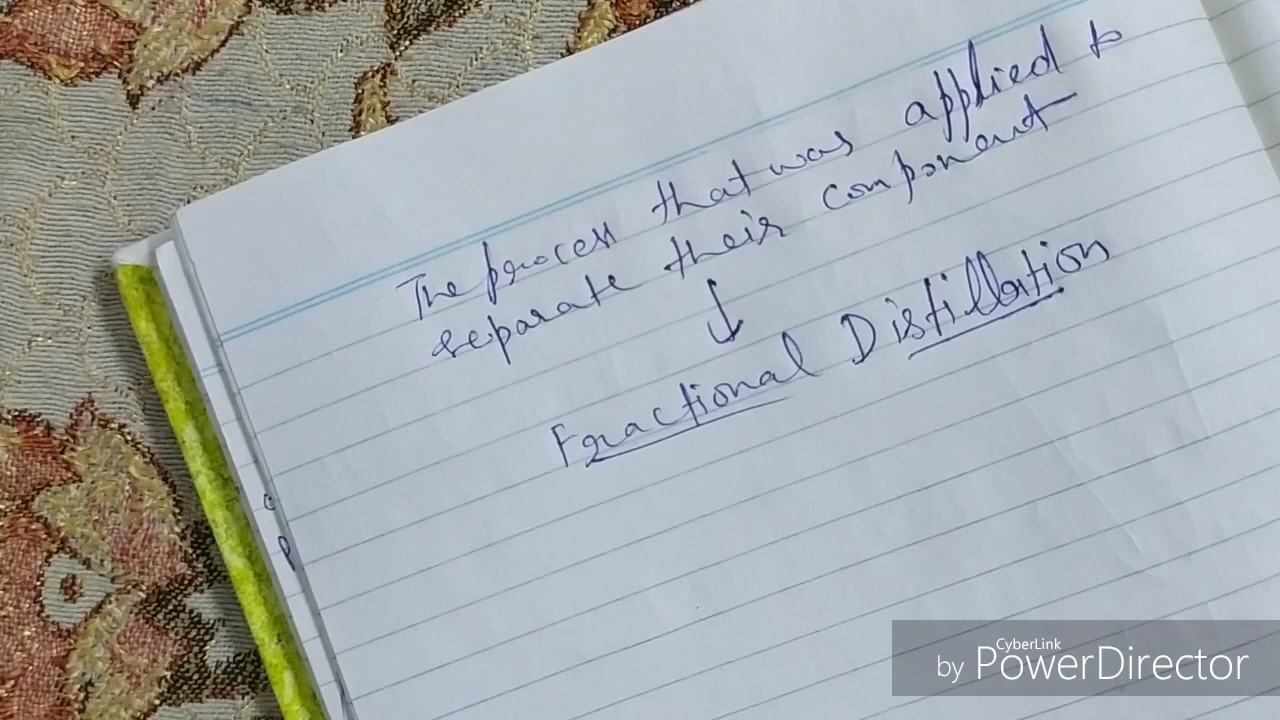 The process that was applied to
separate their component
↓
Fractional Distillation
CyberLink
by PowerDirector